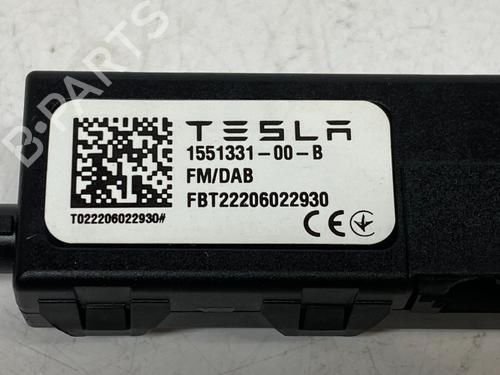 TESLA
1551331-00-B
FM/DAB
FBT22206022930
T022206022930#
CE
B-PARTS